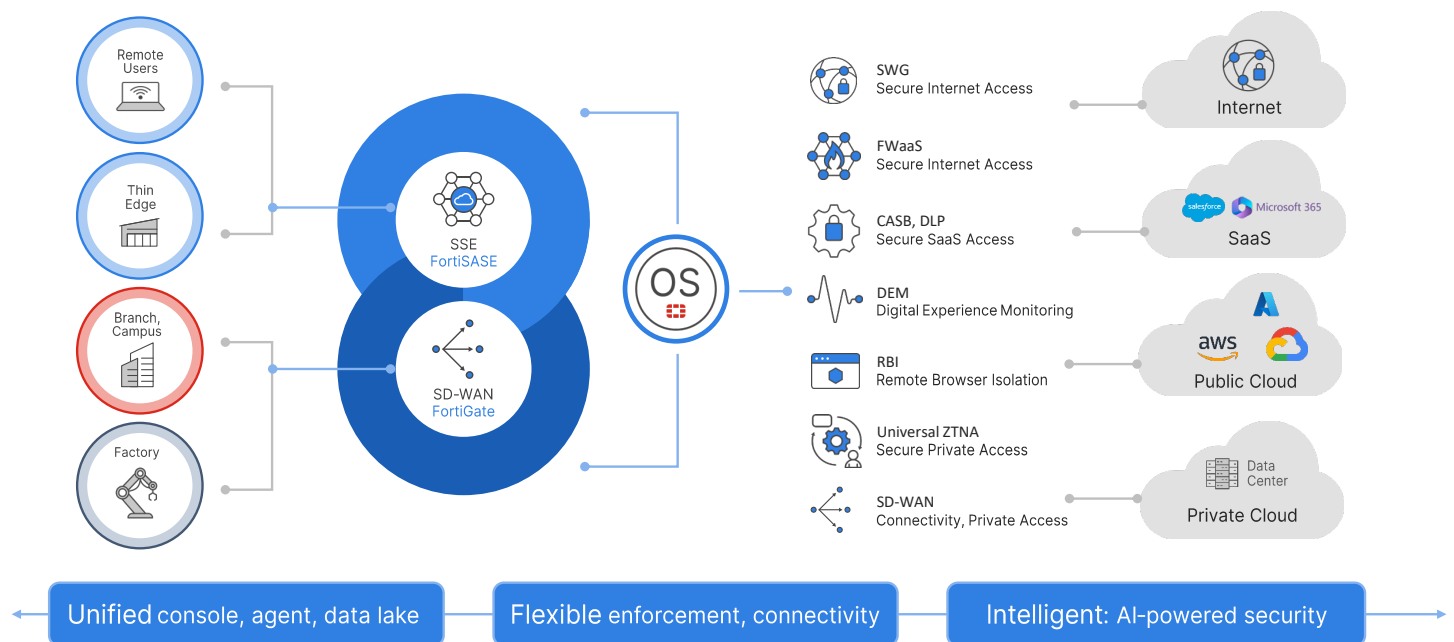 Remote
Users
Thin
Edge
Branch,
Campus
Factory
SSE
FortiSASE
SD-WAN
FortiGate
OS
SWG
Secure Internet Access
FWaaS
Secure Internet Access
CASB, DLP
Secure SaaS Access
DEM
Digital Experience Monitoring
RBI
Remote Browser Isolation
Universal ZTNA
Secure Private Access
SD-WAN
Connectivity, Private Access
Internet
salesforce
Microsoft 365
SaaS
aws
Public Cloud
Data
Center
Private Cloud
Unified console, agent, data lake
Flexible enforcement, connectivity
Intelligent: AI-powered security